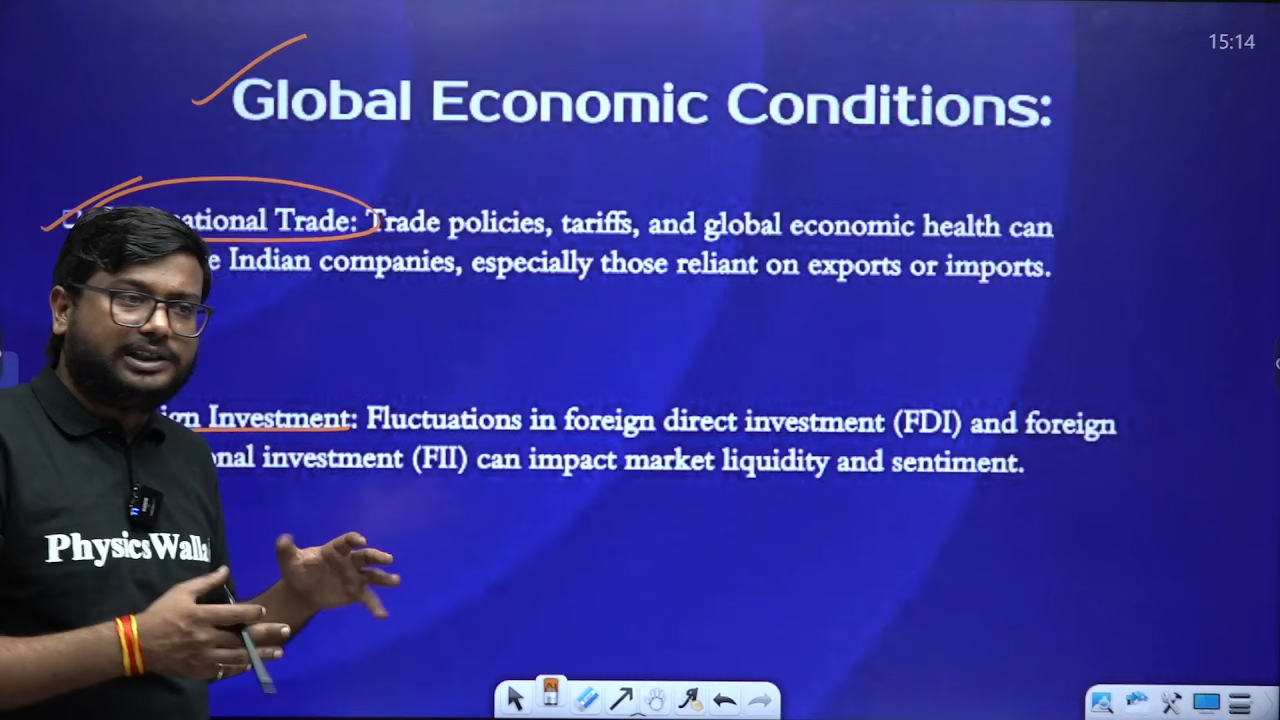 15:14
Global Economic Conditions:
ational Trade: Trade policies, tariffs, and global economic health can
e Indian companies, especially those reliant on exports or imports.
ign Investment: Fluctuations in foreign direct investment (FDI) and foreign
onal investment (FII) can impact market liquidity and sentiment.
PhysicsWalla